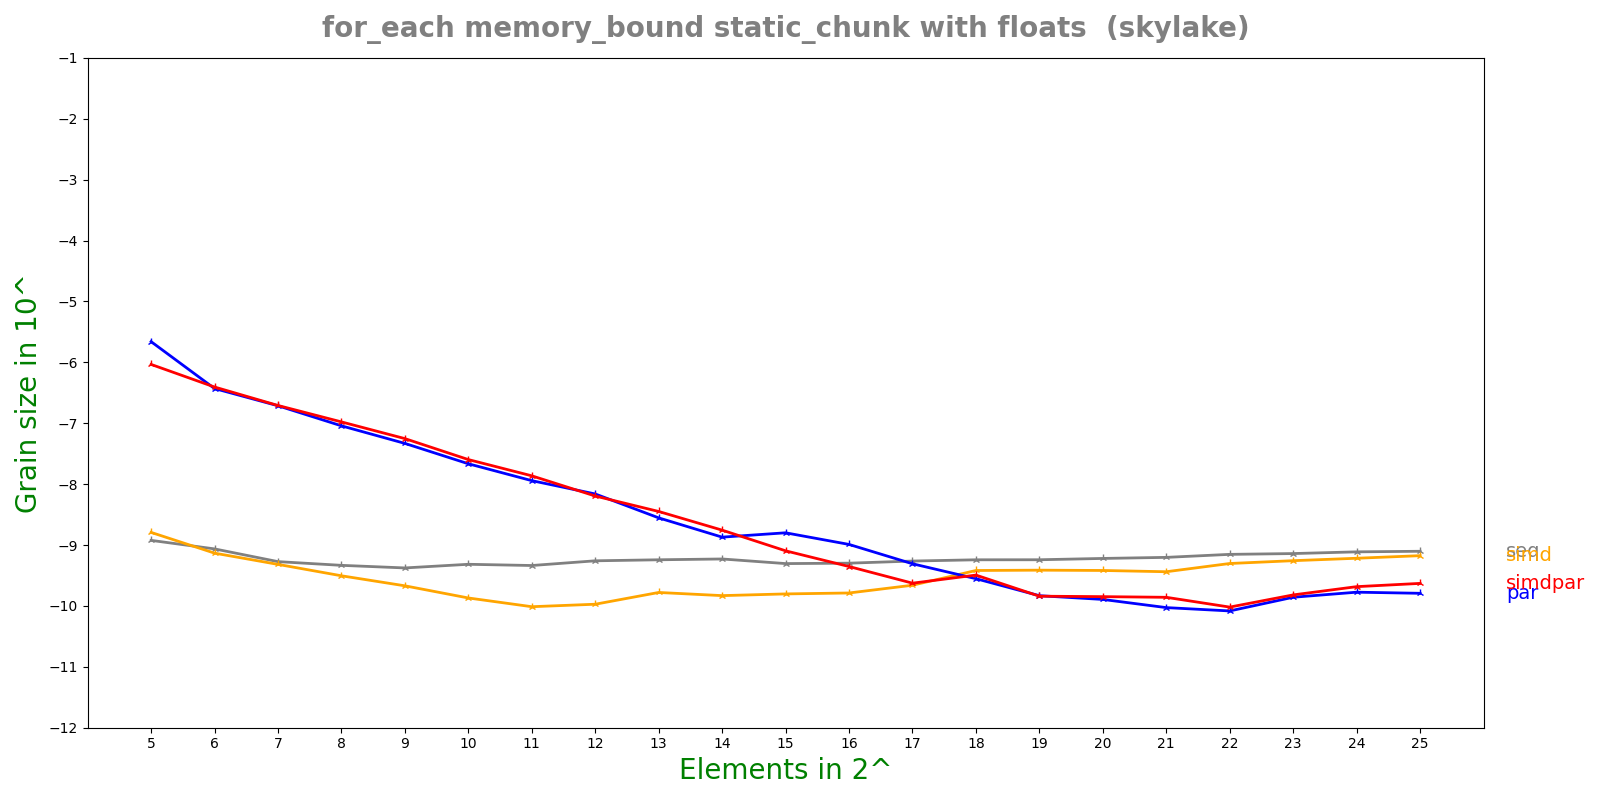 for_each memory_bound static_chunk with floats  (skylake)
Grain size in 10^
−1
−2
−3
−4
−5
−6
−7
−8
−9
−10
−11
−12
seq
simd
simdpar
par
5 6 7 8 9 10 11 12 13 14 15 16 17 18 19 20 21 22 23 24 25
Elements in 2^